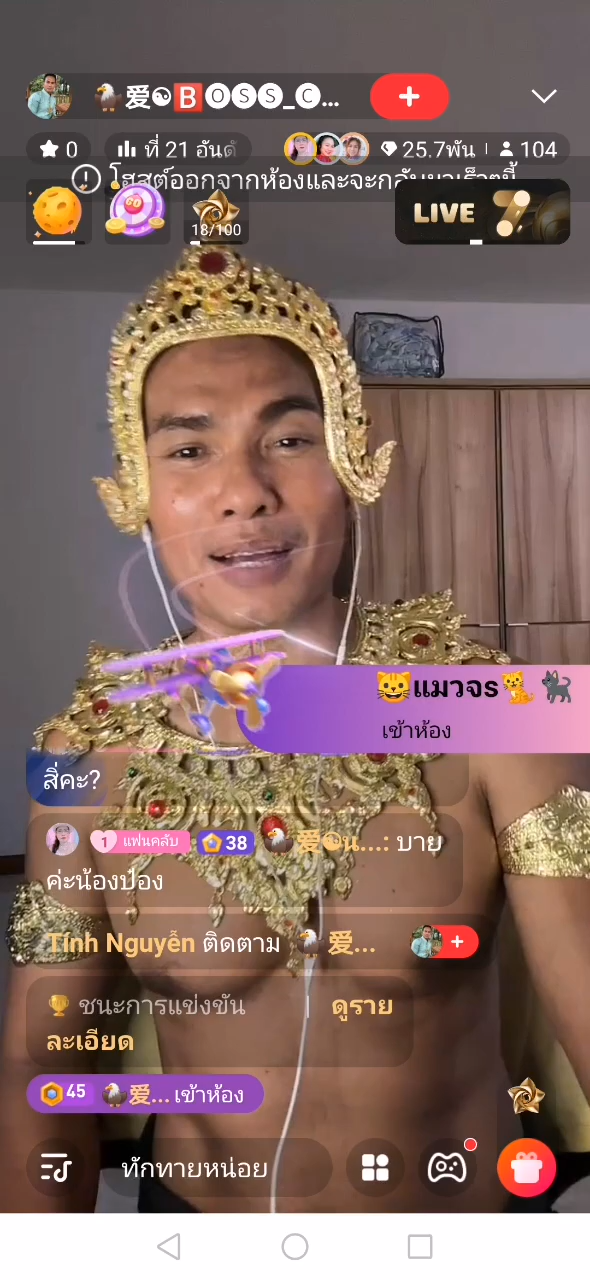 爱☯🅱🅞🅢🅢_🅒...
0
ที่ 21 อันดั
25.7พัน
104
โฮสต์ออกจากห้องและจะกลับมาเร็วๆนี้
GO
18/100
LIVE
แมวจร
เข้าห้อง
สิ่คะ?
1 แฟนคลับ 38 爱☯น...: บาย
ค่ะน้องป๋อง
Tính Nguyễn ติดตาม 爱...
ชนะการแข่งขัน | ดูราย
ละเอียด
45 爱... เข้าห้อง
ทักทายหน่อย